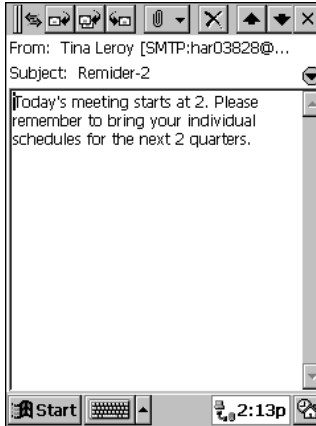 From: Tina Leroy [SMTP:har03828@...
Subject: Remider-2
Today's meeting starts at 2. Please
remember to bring your individual
schedules for the next 2 quarters.
Start 2:13p